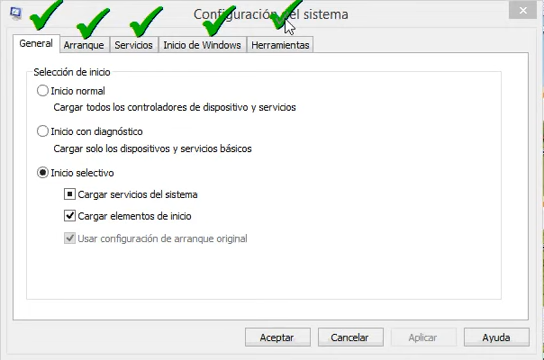 Configuración del sistema
General Arranque Servicios Inicio de Windows Herramientas
Selección de inicio
Inicio normal
Cargar todos los controladores de dispositivo y servicios
Inicio con diagnóstico
Cargar solo los dispositivos y servicios básicos
Inicio selectivo
Cargar servicios del sistema
Cargar elementos de inicio
Usar configuración de arranque original
Aceptar Cancelar Aplicar Ayuda